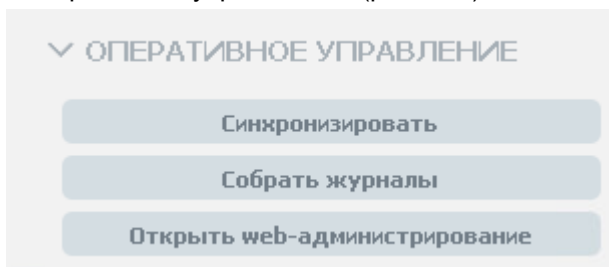 ОПЕРАТИВНОЕ УПРАВЛЕНИЕ
Синхронизировать
Собрать журналы
Открыть web-администрирование